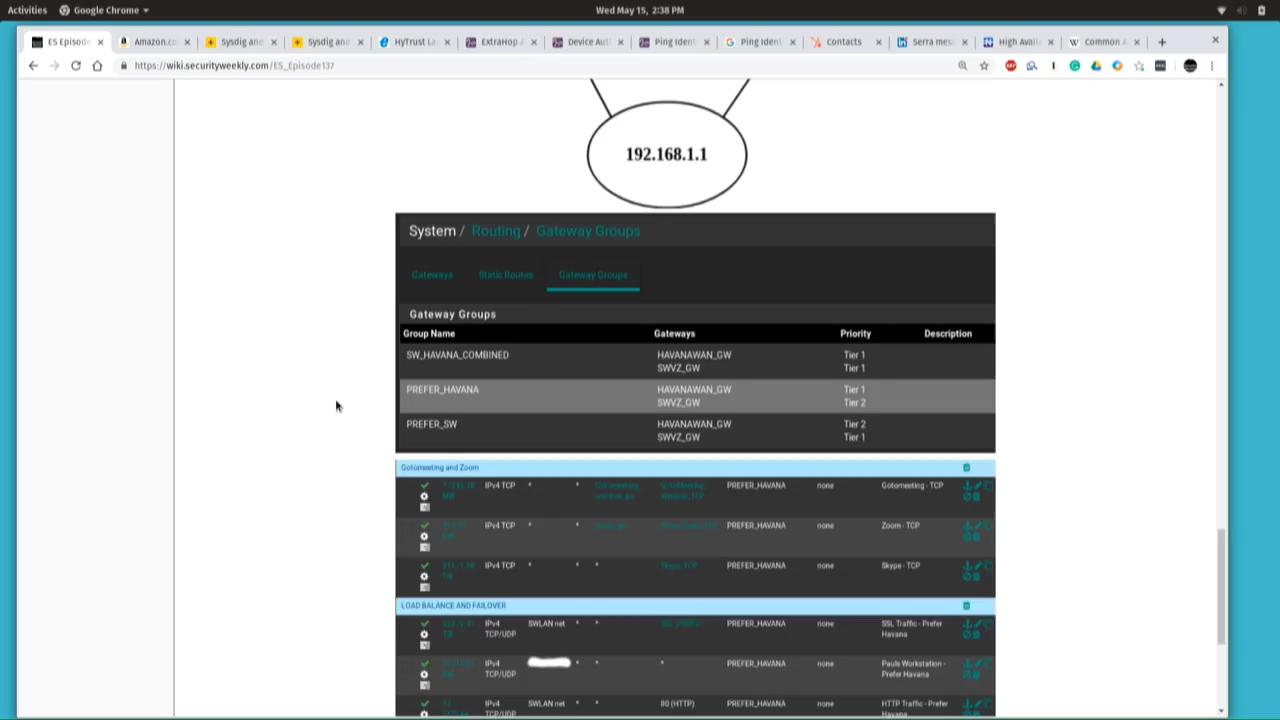 Activities Google Chrome Wed May 15, 2:38 PM
ES Episode Amazon.c Sysdig an Sysdig an HyTrust La ExtraHop Device Aut Ping Ident Ping Ident Contacts Serra mes High Avail Common A
https://wiki.securityweekly.com/ES_Episode137
192.168.1.1
System / Routing / Gateway Groups
Gateways Static Routes Gateway Groups
Gateway Groups
Group Name Gateways Priority Description
SW_HAVANA_COMBINED HAVANAWAN_GW Tier 1
SWVZ_GW Tier 1
PREFER_HAVANA HAVANAWAN_GW Tier 1
SWVZ_GW Tier 2
PREFER_SW HAVANAWAN_GW Tier 2
SWVZ_GW Tier 1
Gotomeeting and Zoom
IPv4 TCP * * PREFER_HAVANA none Gotomeeting - TCP
IPv4 TCP * * PREFER_HAVANA none Zoom - TCP
IPv4 TCP * * * Skype_TCP PREFER_HAVANA none Skype - TCP
LOAD BALANCE AND FAILOVER
IPv4 SWLAN net * * PREFER_HAVANA none SSL Traffic - Prefer
TCP/UDP Havana
IPv4 * * * PREFER_HAVANA none Pauls Workstation -
TCP/UDP Prefer Havana
IPv4 SWLAN net * * 80 (HTTP) PREFER_HAVANA none HTTP Traffic - Prefer
TCP/UDP Havana